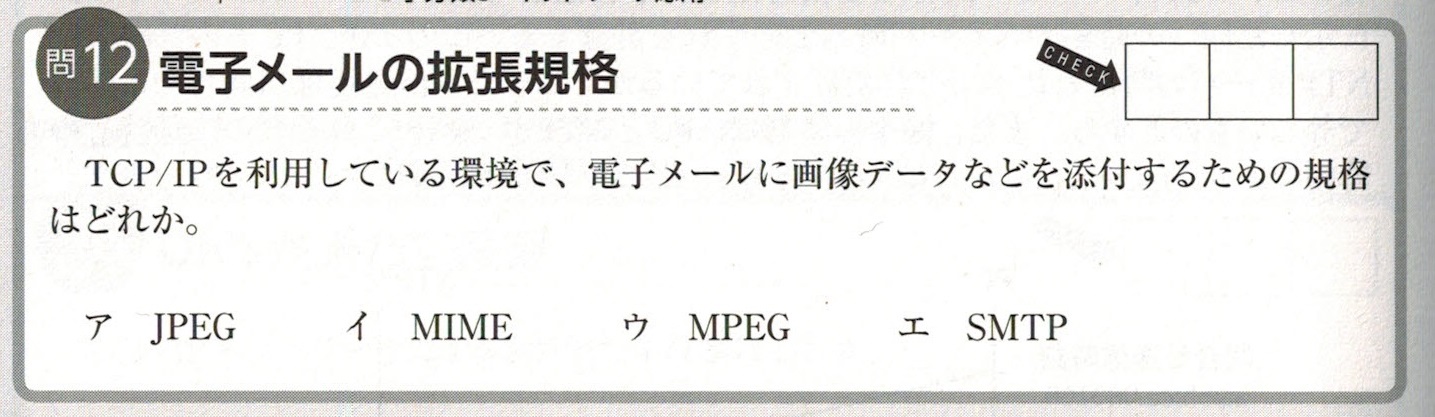 問12 電子メールの拡張規格
CHECK
TCP/IPを利用している環境で、電子メールに画像データなどを添付するための規格
はどれか。
ア JPEG イ MIME ウ MPEG エ SMTP